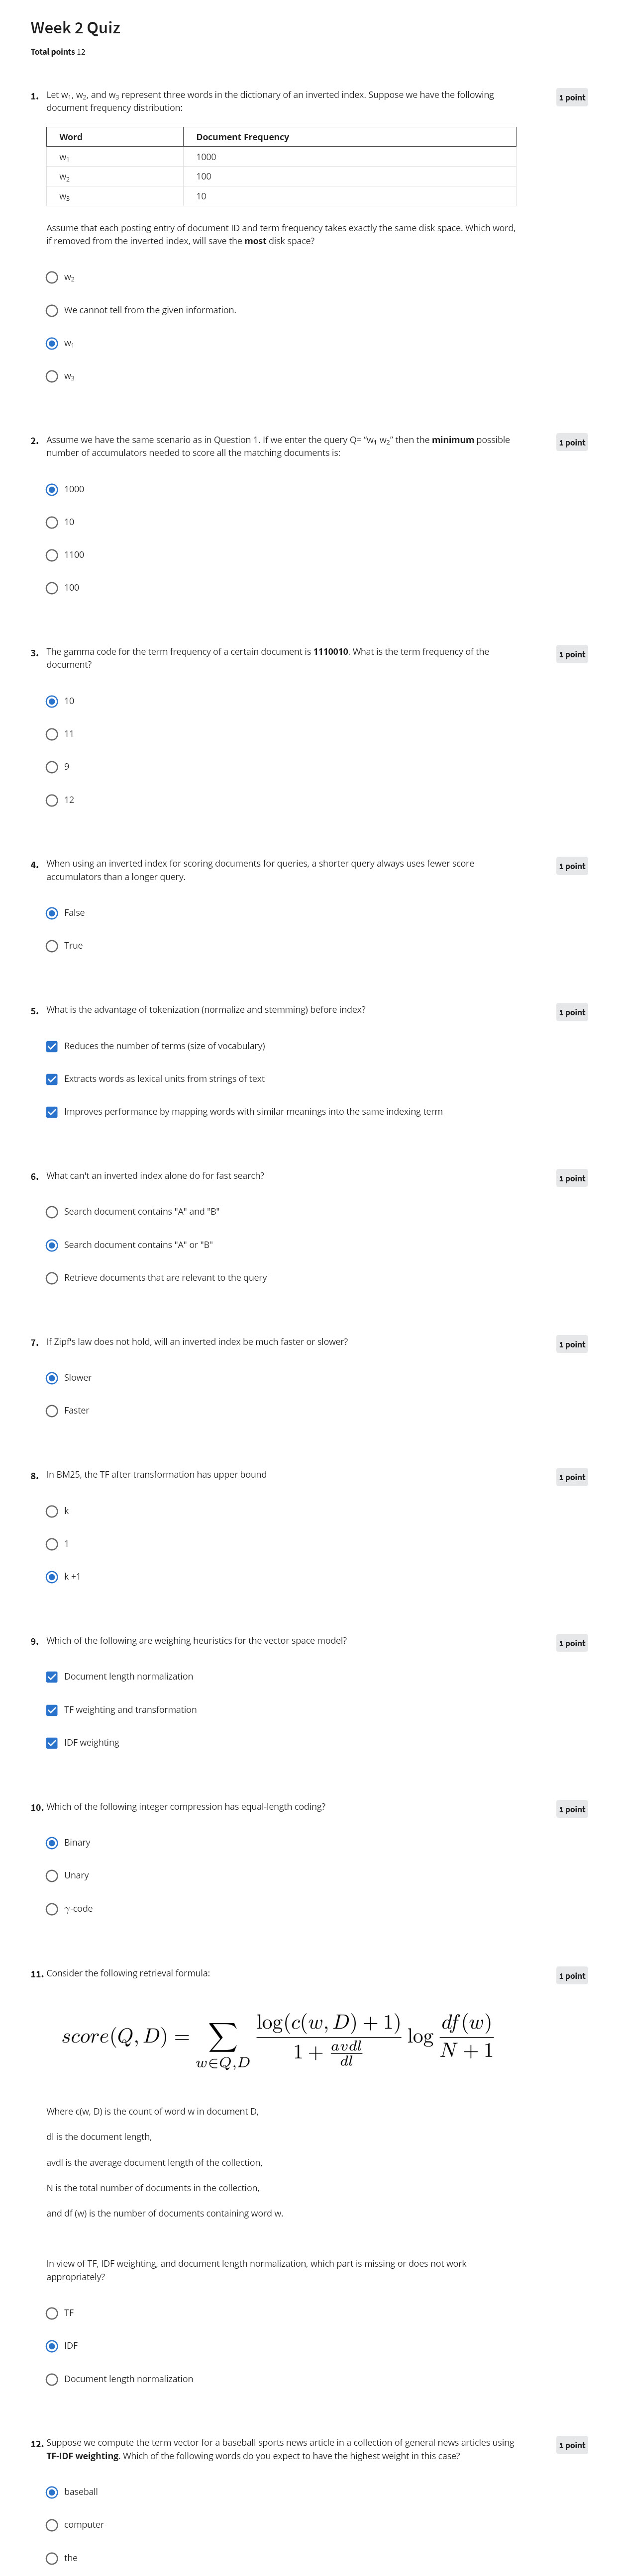 Week 2 Quiz
Total points 12
1. Let w₁, w₂, and w₃ represent three words in the dictionary of an inverted index. Suppose we have the following 1 point
document frequency distribution:
Word Document Frequency
w₁ 1000
w₂ 100
w₃ 10
Assume that each posting entry of document ID and term frequency takes exactly the same disk space. Which word,
if removed from the inverted index, will save the most disk space?
w₂
We cannot tell from the given information.
w₁
w₃
2. Assume we have the same scenario as in Question 1. If we enter the query Q= "w₁ w₂" then the minimum possible 1 point
number of accumulators needed to score all the matching documents is:
1000
10
1100
100
3. The gamma code for the term frequency of a certain document is 1110010. What is the term frequency of the 1 point
document?
10
11
9
12
4. When using an inverted index for scoring documents for queries, a shorter query always uses fewer score 1 point
accumulators than a longer query.
False
True
5. What is the advantage of tokenization (normalize and stemming) before index? 1 point
Reduces the number of terms (size of vocabulary)
Extracts words as lexical units from strings of text
Improves performance by mapping words with similar meanings into the same indexing term
6. What can't an inverted index alone do for fast search? 1 point
Search document contains "A" and "B"
Search document contains "A" or "B"
Retrieve documents that are relevant to the query
7. If Zipf's law does not hold, will an inverted index be much faster or slower? 1 point
Slower
Faster
8. In BM25, the TF after transformation has upper bound 1 point
k
1
k +1
9. Which of the following are weighing heuristics for the vector space model? 1 point
Document length normalization
TF weighting and transformation
IDF weighting
10. Which of the following integer compression has equal-length coding? 1 point
Binary
Unary
γ-code
11. Consider the following retrieval formula: 1 point
score(Q, D) = ∑_{w∈Q,D} \frac{log(c(w, D) + 1)}{1 + \frac{avdl}{dl}} log \frac{df(w)}{N + 1}
Where c(w, D) is the count of word w in document D,
dl is the document length,
avdl is the average document length of the collection,
N is the total number of documents in the collection,
and df (w) is the number of documents containing word w.
In view of TF, IDF weighting, and document length normalization, which part is missing or does not work
appropriately?
TF
IDF
Document length normalization
12. Suppose we compute the term vector for a baseball sports news article in a collection of general news articles using 1 point
TF-IDF weighting. Which of the following words do you expect to have the highest weight in this case?
baseball
computer
the